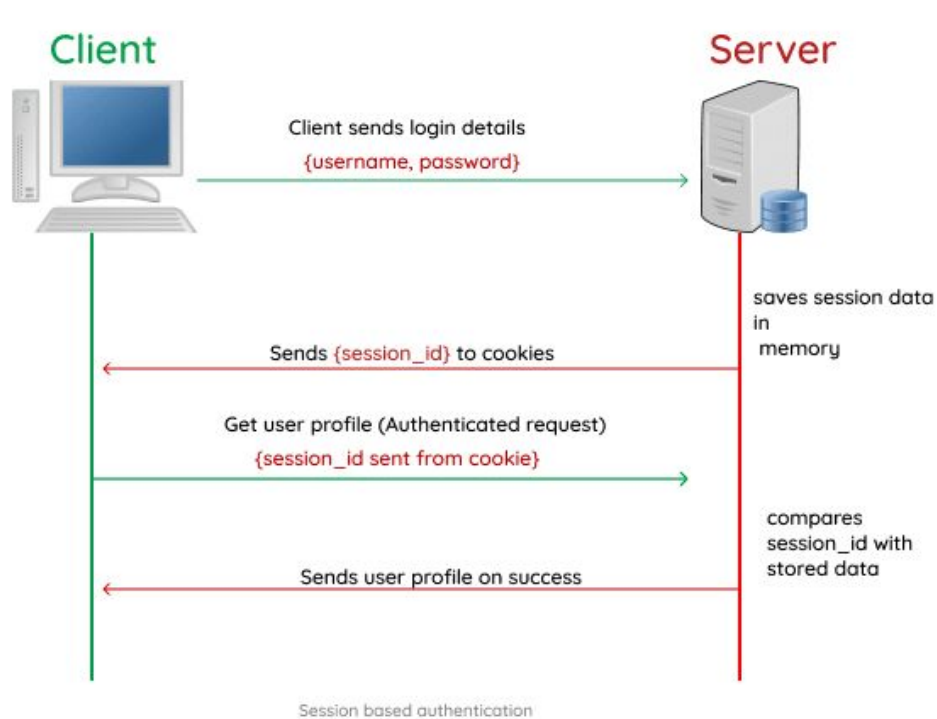 Client
Server
Client sends login details
{username, password}
saves session data
in
memory
Sends {session_id} to cookies
Get user profile (Authenticated request)
{session_id sent from cookie}
compares
session_id with
stored data
Sends user profile on success
Session based authentication